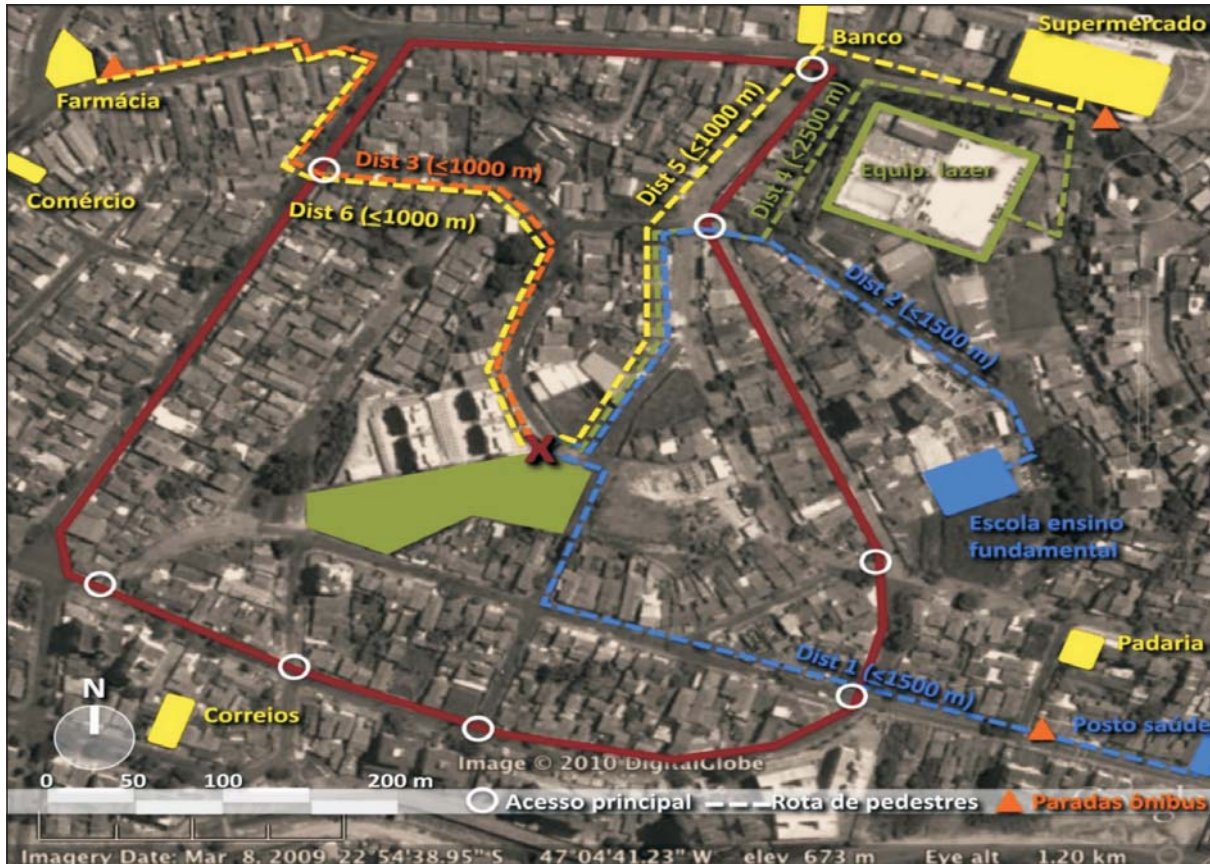 Supermercado
Banco
Farmácia
Comércio
Dist 3 (≤1000 m)
Dist 6 (≤1000 m)
Dist 5 (≤1000 m)
Dist 4 (≤2500 m)
Equip. lazer
Dist 2 (≤1500 m)
Escola ensino
fundamental
Padaria
Dist 1 (≤1500 m)
Posto saúde
N
Correios
Image © 2010 DigitalGlobe
0 50 100 200 m
Acesso principal
Rota de pedestres
Paradas ônibus
Imagery Date: Mar 8, 2009 22°54'38.95" S 47°04'41.23" W elev 673 m Eye alt 1.20 km